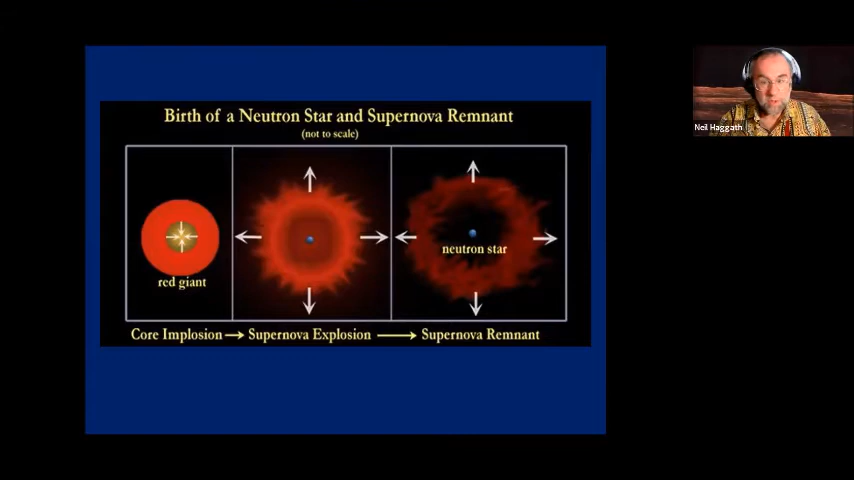 Birth of a Neutron Star and Supernova Remnant
(not to scale)
red giant
neutron star
Core Implosion → Supernova Explosion → Supernova Remnant
Neil Haggath